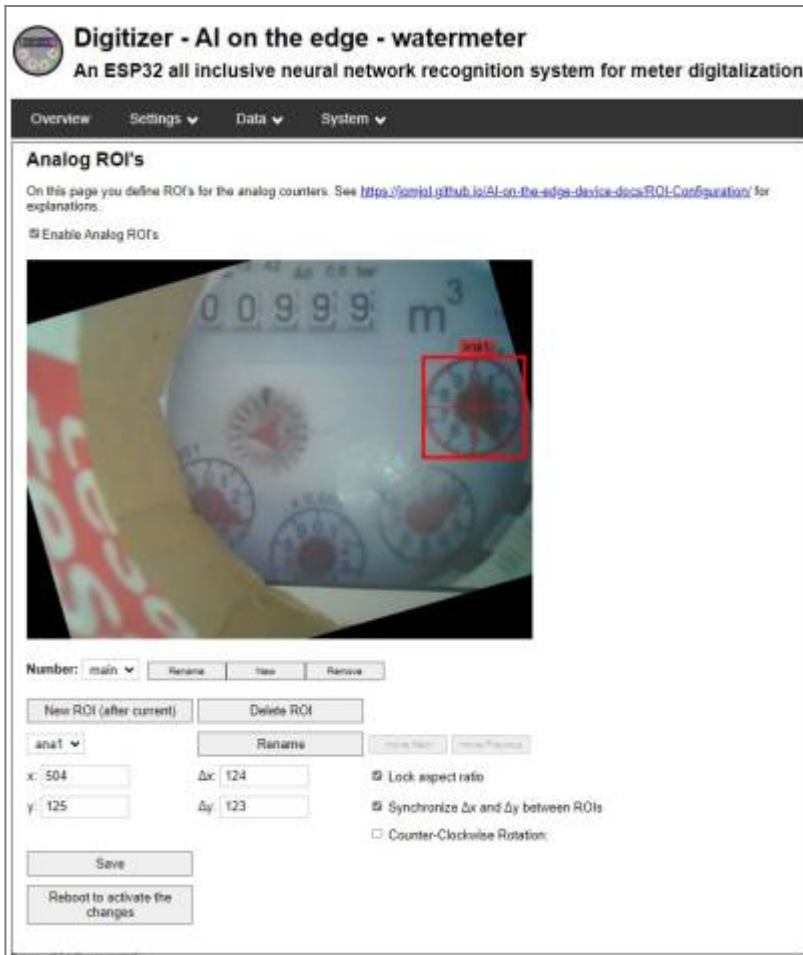 Digitizer - AI on the edge - watermeter
An ESP32 all inclusive neural network recognition system for meter digitalization
Overview Settings Data System
Analog ROI's
On this page you define ROI's for the analog counters. See https://jomjol.github.io/AI-on-the-edge-device-docs/ROI-Configuration/ for
explanations.
Enable Analog ROI's
0 0 9 9 9 m³
ana1
Number: main Rename New Remove
New ROI (after current) Delete ROI
ana1 Rename move Next move Previous
x: 504 Δx: 124 Lock aspect ratio
y: 125 Δy: 123 Synchronize Δx and Δy between ROIs
Counter-Clockwise Rotation:
Save
Reboot to activate the
changes